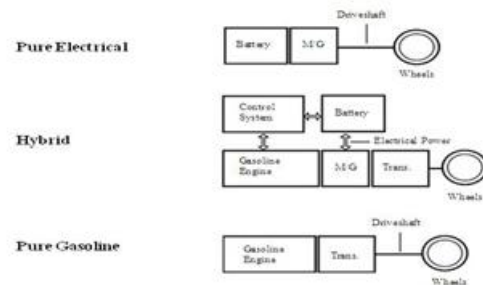 Driveshaft
Pure Electrical
Battery
M/G
Wheels
Control
System
Battery
Hybrid
Electrical Power
Gasoline
Engine
M/G
Trans.
Wheels
Driveshaft
Pure Gasoline
Gasoline
Engine
Trans.
Wheels